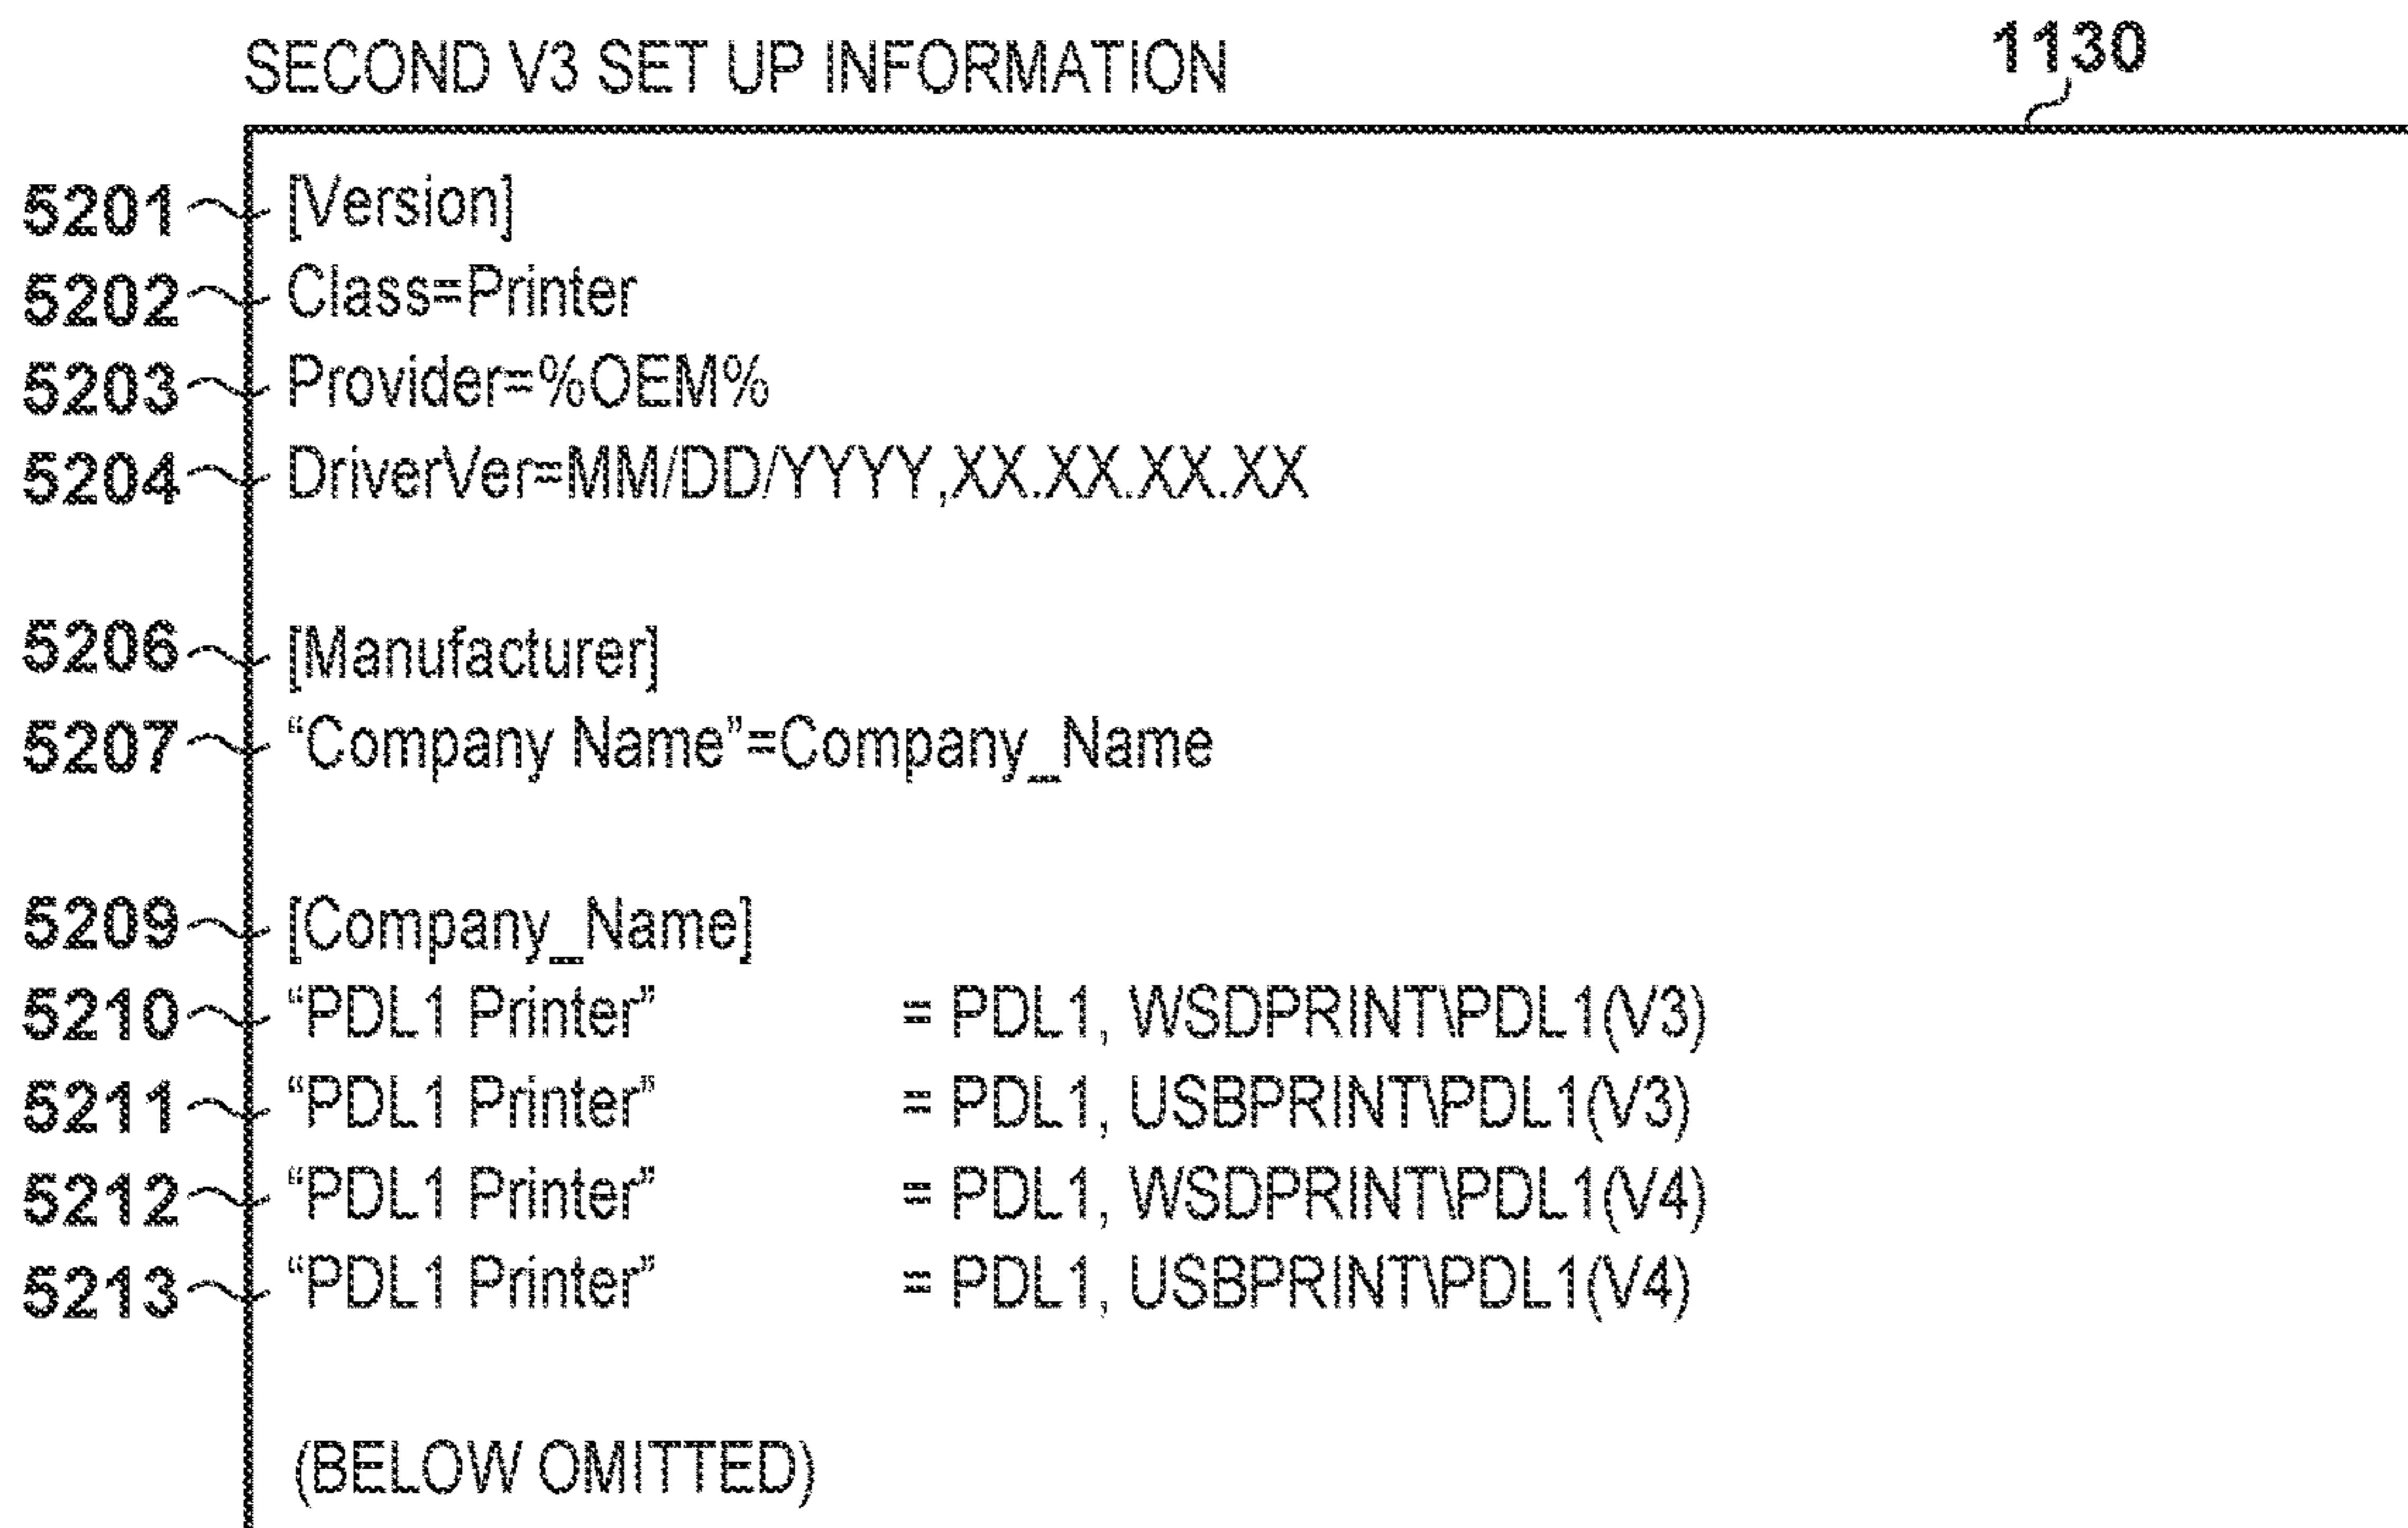 SECOND V3 SET UP INFORMATION 1130
5201 [Version]
5202 Class=Printer
5203 Provider=%OEM%
5204 DriverVer=MM/DD/YYYY,XX.XX.XX.XX
5206 [Manufacturer]
5207 “Company Name”=Company_Name
5209 [Company_Name]
5210 “PDL1 Printer” = PDL1, WSDPRINT\PDL1(V3)
5211 “PDL1 Printer” = PDL1, USBPRINT\PDL1(V3)
5212 “PDL1 Printer” = PDL1, WSDPRINT\PDL1(V4)
5213 “PDL1 Printer” = PDL1, USBPRINT\PDL1(V4)
(BELOW OMITTED)